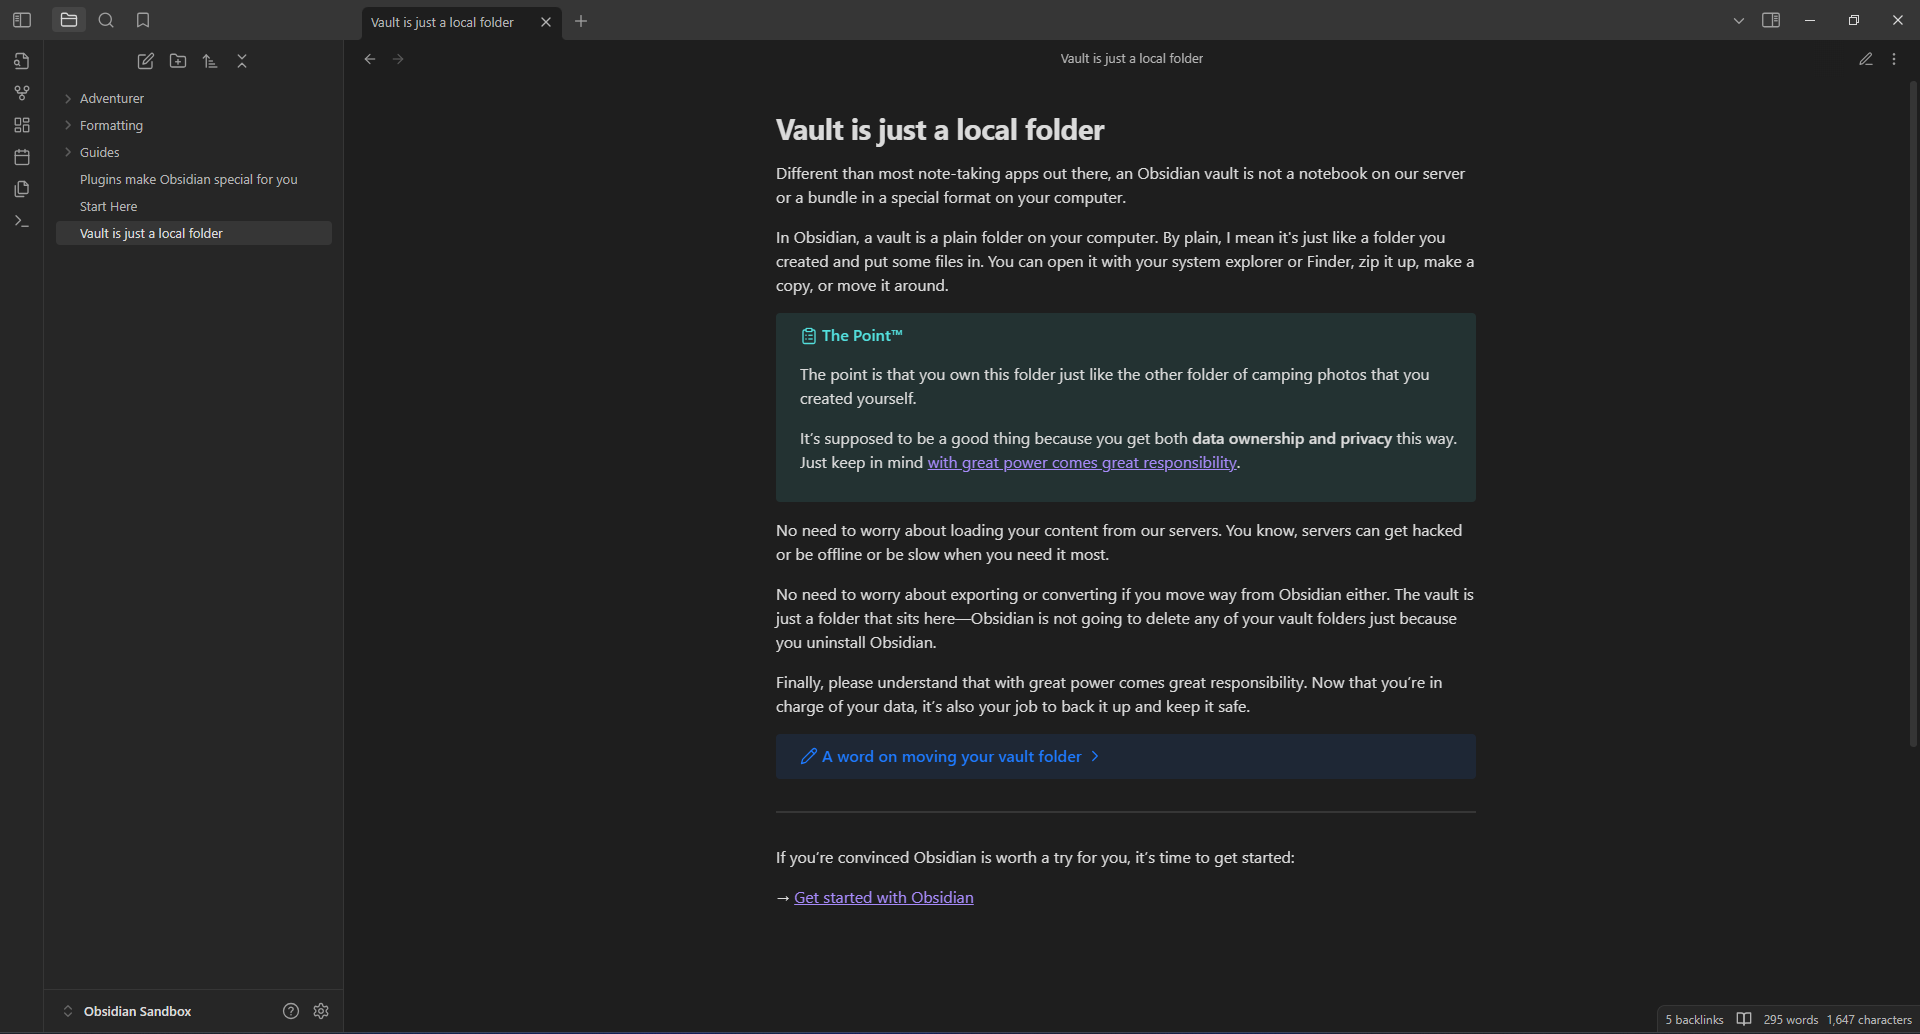 Vault is just a local folder
Vault is just a local folder
Adventurer
Formatting
Guides
Plugins make Obsidian special for you
Start Here
Vault is just a local folder
Obsidian Sandbox
Vault is just a local folder
Different than most note-taking apps out there, an Obsidian vault is not a notebook on our server
or a bundle in a special format on your computer.
In Obsidian, a vault is a plain folder on your computer. By plain, I mean it's just like a folder you
created and put some files in. You can open it with your system explorer or Finder, zip it up, make a
copy, or move it around.
The Point™
The point is that you own this folder just like the other folder of camping photos that you
created yourself.
It's supposed to be a good thing because you get both data ownership and privacy this way.
Just keep in mind with great power comes great responsibility.
No need to worry about loading your content from our servers. You know, servers can get hacked
or be offline or be slow when you need it most.
No need to worry about exporting or converting if you move way from Obsidian either. The vault is
just a folder that sits here—Obsidian is not going to delete any of your vault folders just because
you uninstall Obsidian.
Finally, please understand that with great power comes great responsibility. Now that you're in
charge of your data, it's also your job to back it up and keep it safe.
A word on moving your vault folder
If you're convinced Obsidian is worth a try for you, it's time to get started:
→ Get started with Obsidian
5 backlinks 295 words 1,647 characters